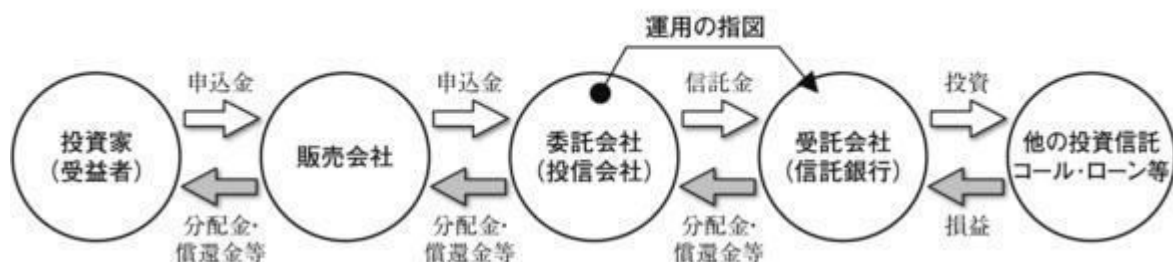 運用の指図
申込金
申込金
信託金
投資
投資家
(受益者)
販売会社
委託会社
(投信会社)
受託会社
(信託銀行)
他の投資信託
コール・ローン等
分配金・
償還金等
分配金・
償還金等
分配金・
償還金等
損益